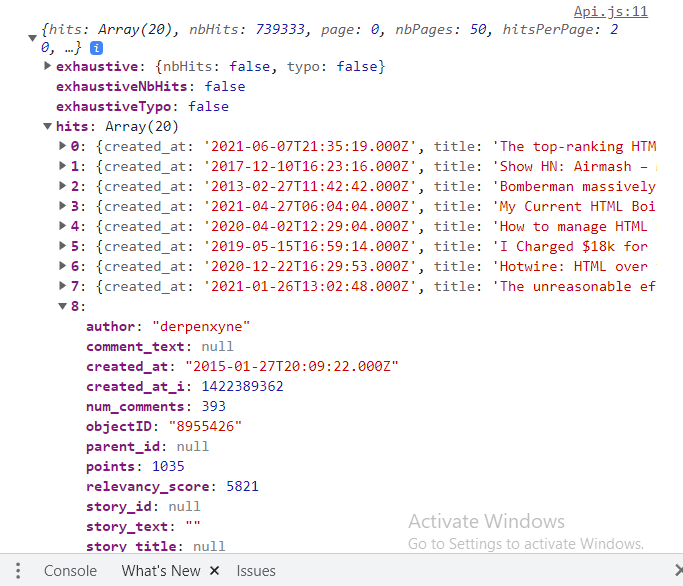 Api.js:11
{hits: Array(20), nbHits: 739333, page: 0, nbPages: 50, hitsPerPage: 2
0, …} i
exhaustive: {nbHits: false, typo: false}
exhaustiveNbHits: false
exhaustiveTypo: false
hits: Array(20)
0: {created_at: '2021-06-07T21:35:19.000Z', title: 'The top-ranking HTM
1: {created_at: '2017-12-10T16:23:16.000Z', title: 'Show HN: Airmash –
2: {created_at: '2013-02-27T11:42:42.000Z', title: 'Bomberman massively
3: {created_at: '2021-04-27T06:04:04.000Z', title: 'My Current HTML Boi
4: {created_at: '2020-04-02T12:29:04.000Z', title: 'How to manage HTML
5: {created_at: '2019-05-15T16:59:14.000Z', title: 'I Charged $18k for
6: {created_at: '2020-12-22T16:29:53.000Z', title: 'Hotwire: HTML over
7: {created_at: '2021-01-26T13:02:48.000Z', title: 'The unreasonable ef
8:
author: "derpenxyne"
comment_text: null
created_at: "2015-01-27T20:09:22.000Z"
created_at_i: 1422389362
num_comments: 393
objectID: "8955426"
parent_id: null
points: 1035
relevancy_score: 5821
story_id: null
story_text: ""
story_title: null
Activate Windows
Go to Settings to activate Windows.
Console What's New × Issues